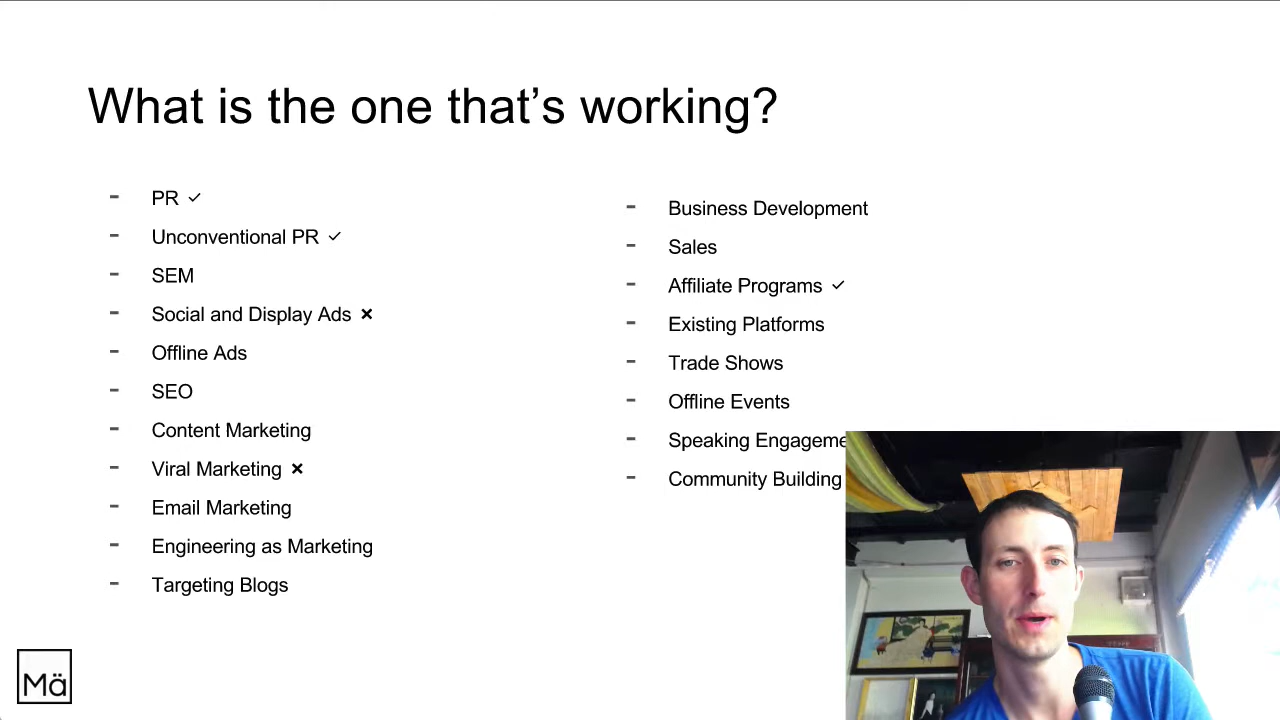 What is the one that's working?
- PR ✓
- Unconventional PR ✓
- SEM
- Social and Display Ads ×
- Offline Ads
- SEO
- Content Marketing
- Viral Marketing ×
- Email Marketing
- Engineering as Marketing
- Targeting Blogs
- Business Development
- Sales
- Affiliate Programs ✓
- Existing Platforms
- Trade Shows
- Offline Events
- Speaking Engageme
- Community Building
Mä